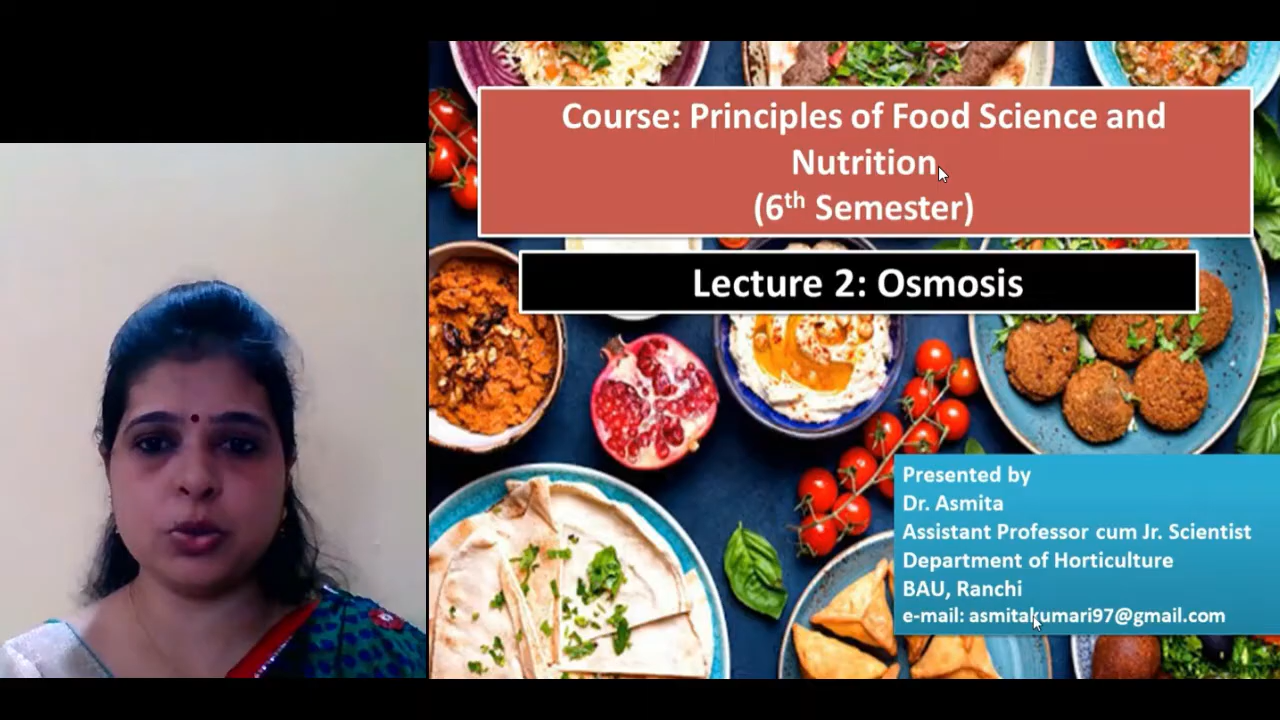 Course: Principles of Food Science and
Nutrition
(6th Semester)
Lecture 2: Osmosis
Presented by
Dr. Asmita
Assistant Professor cum Jr. Scientist
Department of Horticulture
BAU, Ranchi
e-mail: asmitakumari97@gmail.com